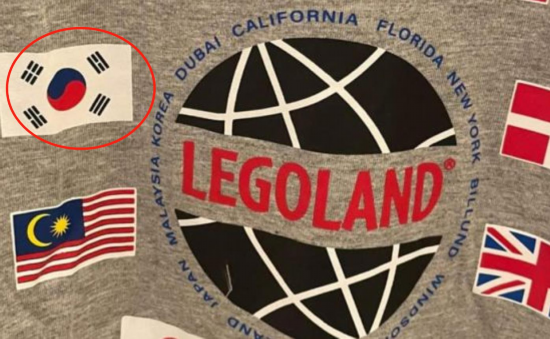 MALAYSIA KOREA DUBAI CALIFORNIA FLORIDA NEW YORK BILLUND
LEGOLAND®
JAPAN